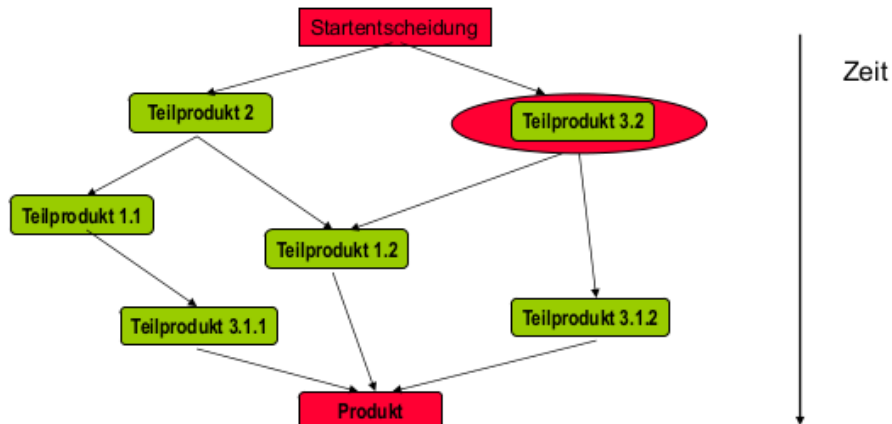 Startentscheidung
Zeit
Teilprodukt 2
Teilprodukt 3.2
Teilprodukt 1.1
Teilprodukt 1.2
Teilprodukt 3.1.1
Teilprodukt 3.1.2
Produkt